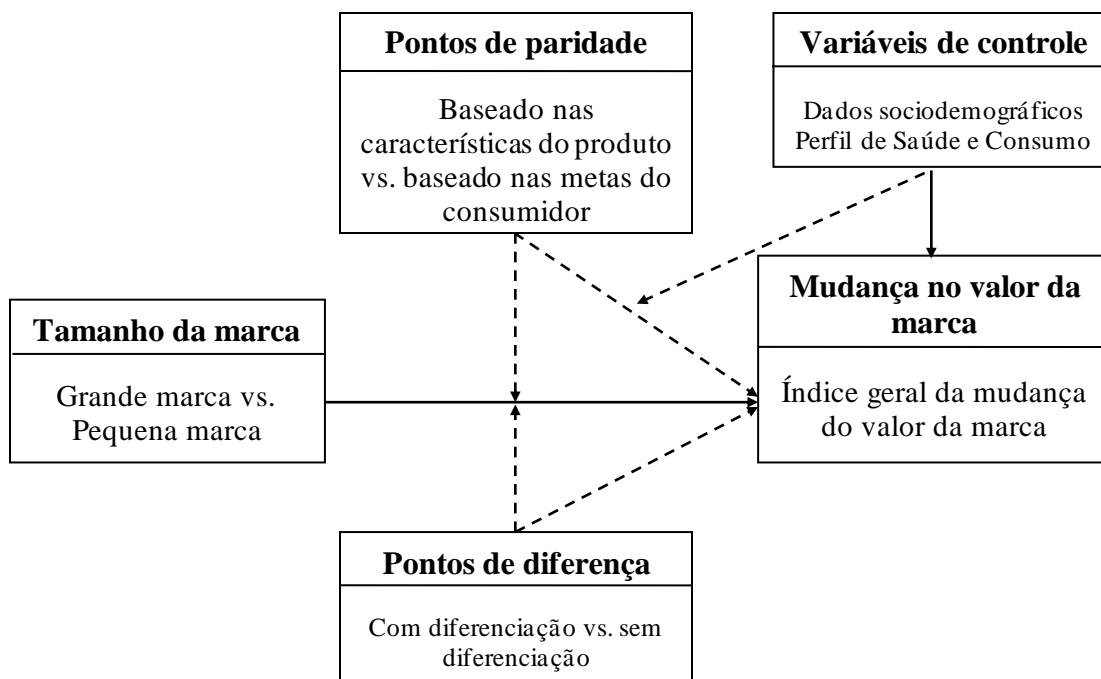 Pontos de paridade
Baseado nas
características do produto
vs. baseado nas metas do
consumidor
Variáveis de controle
Dados sociodemográficos
Perfil de Saúde e Consumo
Tamanho da marca
Grande marca vs.
Pequena marca
Mudança no valor da
marca
Índice geral da mudança
do valor da marca
Pontos de diferença
Com diferenciação vs. sem
diferenciação